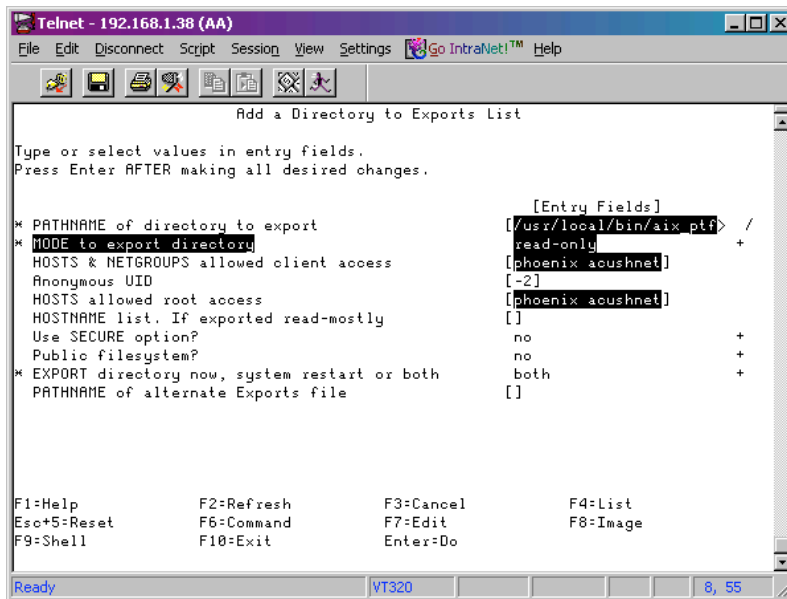 Telnet - 192.168.1.38 (AA)
File Edit Disconnect Script Session View Settings Go IntraNet!™ Help
Add a Directory to Exports List
Type or select values in entry fields.
Press Enter AFTER making all desired changes.
[Entry Fields]
* PATHNAME of directory to export [/usr/local/bin/aix_ptf> /
* MODE to export directory read-only +
HOSTS & NETGROUPS allowed client access [phoenix acushnet]
Anonymous UID [-2]
HOSTS allowed root access [phoenix acushnet]
HOSTNAME list. If exported read-mostly []
Use SECURE option? no +
Public filesystem? no +
* EXPORT directory now, system restart or both both +
PATHNAME of alternate Exports file []
F1=Help F2=Refresh F3=Cancel F4=List
Esc+5=Reset F6=Command F7=Edit F8=Image
F9=Shell F10=Exit Enter=Do
Ready VT320 8, 55